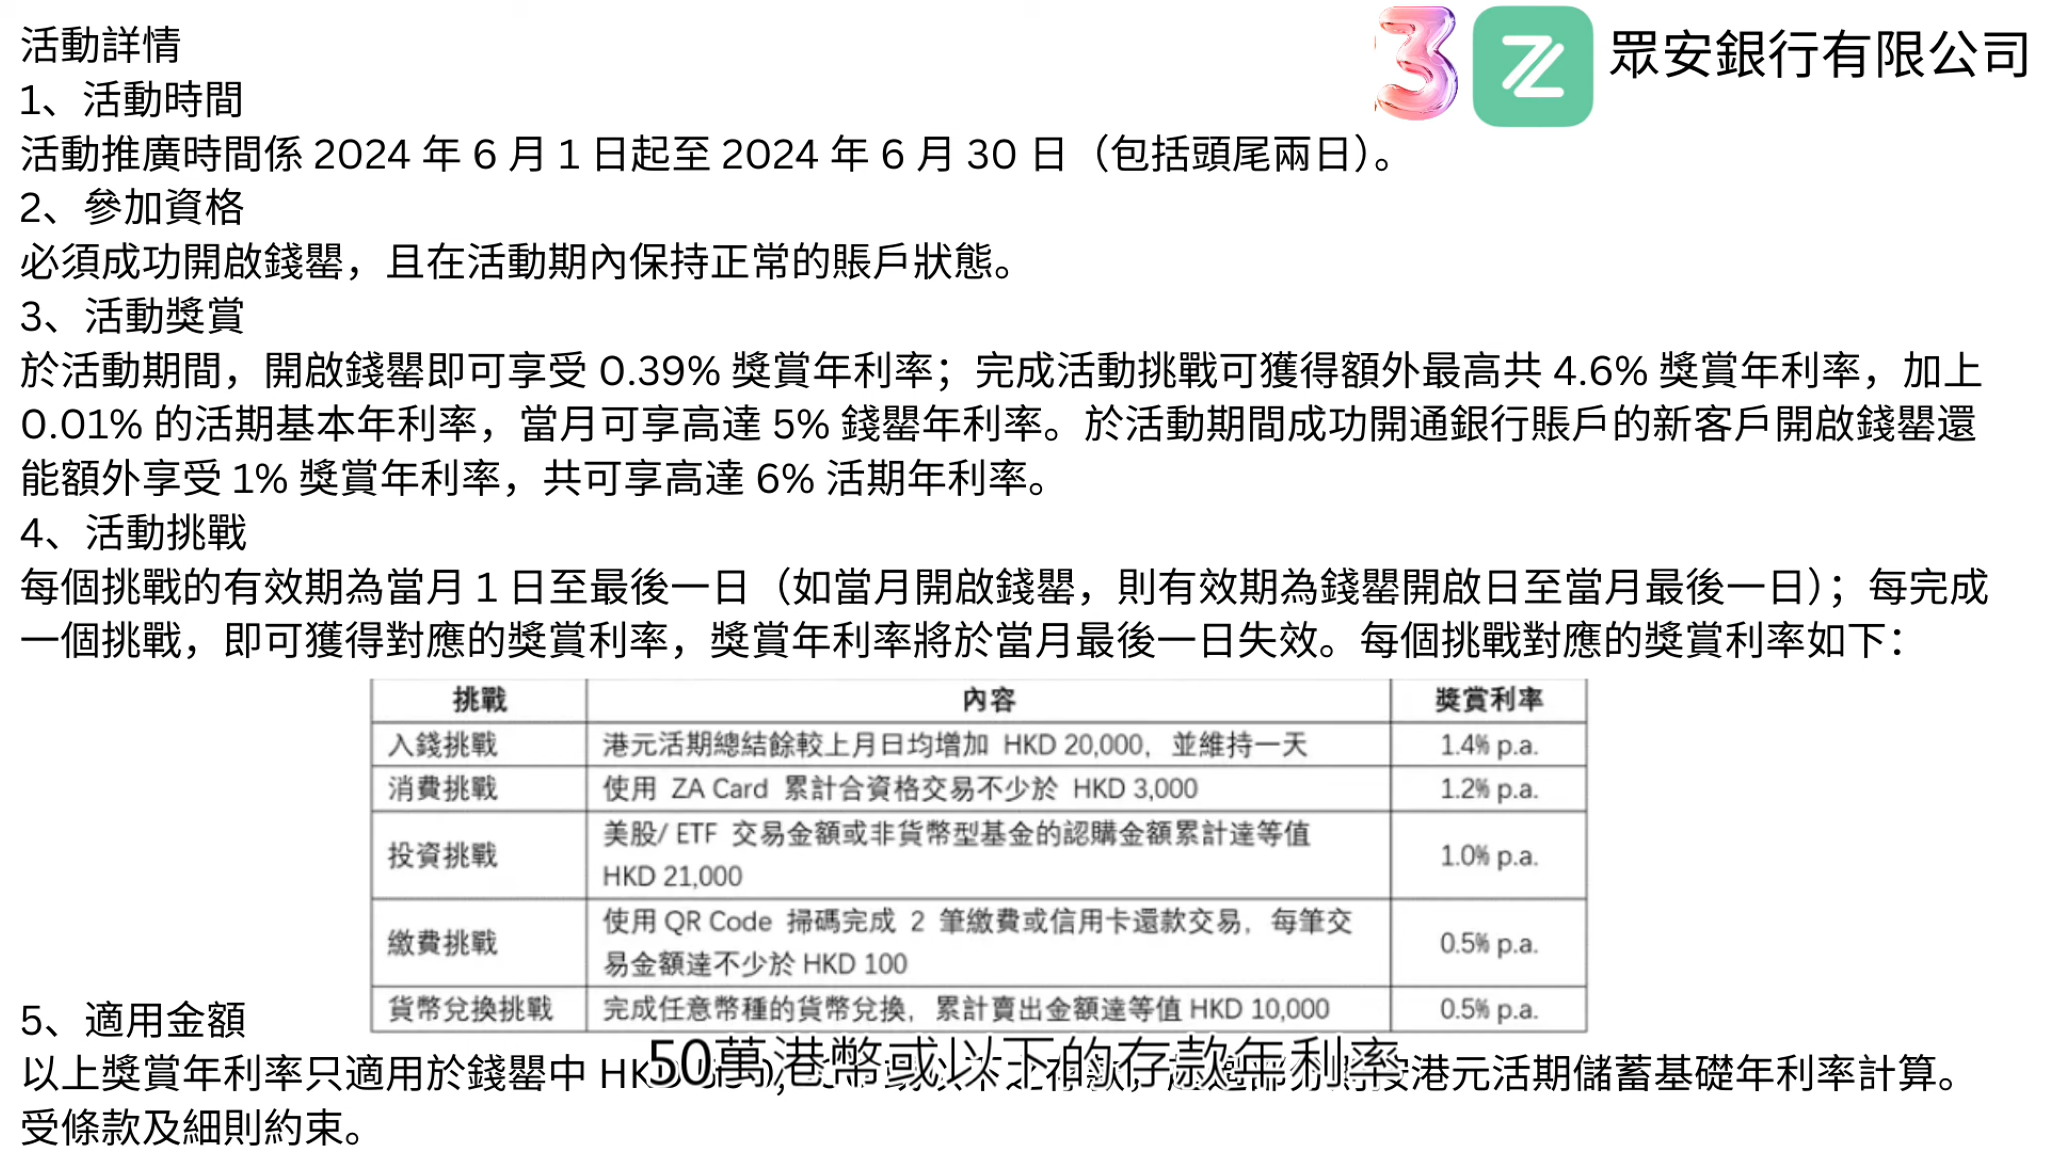 活動詳情
3 Z 眾安銀行有限公司
1、活動時間
活動推廣時間係 2024 年 6 月 1 日起至 2024 年 6 月 30 日（包括頭尾兩日）。
2、參加資格
必須成功開啟錢罌，且在活動期內保持正常的賬戶狀態。
3、活動獎賞
於活動期間，開啟錢罌即可享受 0.39% 獎賞年利率；完成活動挑戰可獲得額外最高共 4.6% 獎賞年利率，加上
0.01% 的活期基本年利率，當月可享高達 5% 錢罌年利率。於活動期間成功開通銀行賬戶的新客戶開啟錢罌還
能額外享受 1% 獎賞年利率，共可享高達 6% 活期年利率。
4、活動挑戰
每個挑戰的有效期為當月 1 日至最後一日（如當月開啟錢罌，則有效期為錢罌開啟日至當月最後一日）；每完成
一個挑戰，即可獲得對應的獎賞利率，獎賞年利率將於當月最後一日失效。每個挑戰對應的獎賞利率如下：
挑戰 內容 獎賞利率
入錢挑戰 港元活期總結餘較上月日均增加 HKD 20,000，並維持一天 1.4% p.a.
消費挑戰 使用 ZA Card 累計合資格交易不少於 HKD 3,000 1.2% p.a.
投資挑戰 美股/ ETF 交易金額或非貨幣型基金的認購金額累計達等值
HKD 21,000 1.0% p.a.
繳費挑戰 使用 QR Code 掃碼完成 2 筆繳費或信用卡還款交易，每筆交
易金額達不少於 HKD 100 0.5% p.a.
貨幣兌換挑戰 完成任意幣種的貨幣兌換，累計賣出金額達等值 HKD 10,000 0.5% p.a.
5、適用金額
50萬港幣或以下的存款年利率
以上獎賞年利率只適用於錢罌中 港元活期儲蓄基礎年利率計算。
受條款及細則約束。